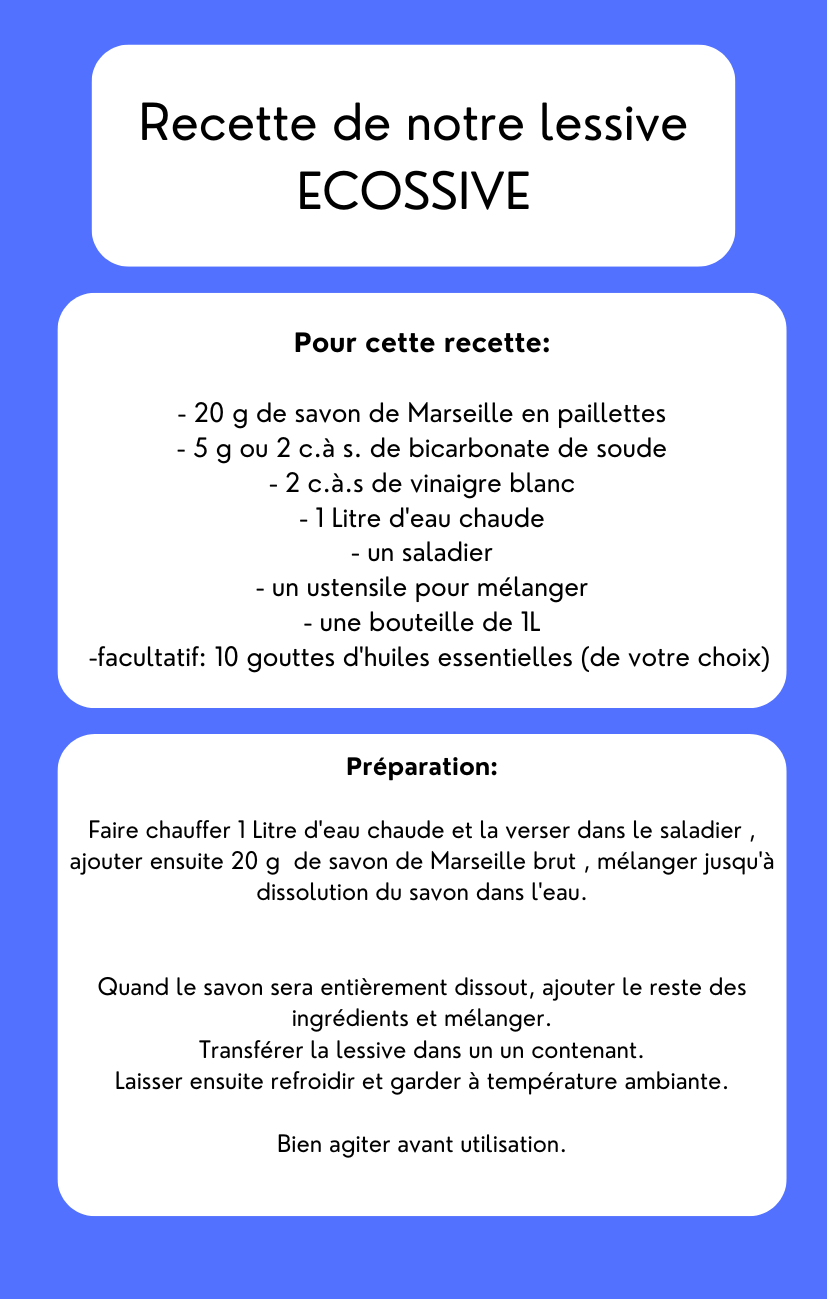 Recette de notre lessive
ECOSSIVE
Pour cette recette:
- 20 g de savon de Marseille en paillettes
- 5 g ou 2 c.à s. de bicarbonate de soude
- 2 c.à.s de vinaigre blanc
- 1 Litre d'eau chaude
- un saladier
- un ustensile pour mélanger
- une bouteille de 1L
-facultatif: 10 gouttes d'huiles essentielles (de votre choix)
Préparation:
Faire chauffer 1 Litre d'eau chaude et la verser dans le saladier ,
ajouter ensuite 20 g  de savon de Marseille brut , mélanger jusqu'à
dissolution du savon dans l'eau.
Quand le savon sera entièrement dissout, ajouter le reste des
ingrédients et mélanger.
Transférer la lessive dans un un contenant.
Laisser ensuite refroidir et garder à température ambiante.
Bien agiter avant utilisation.